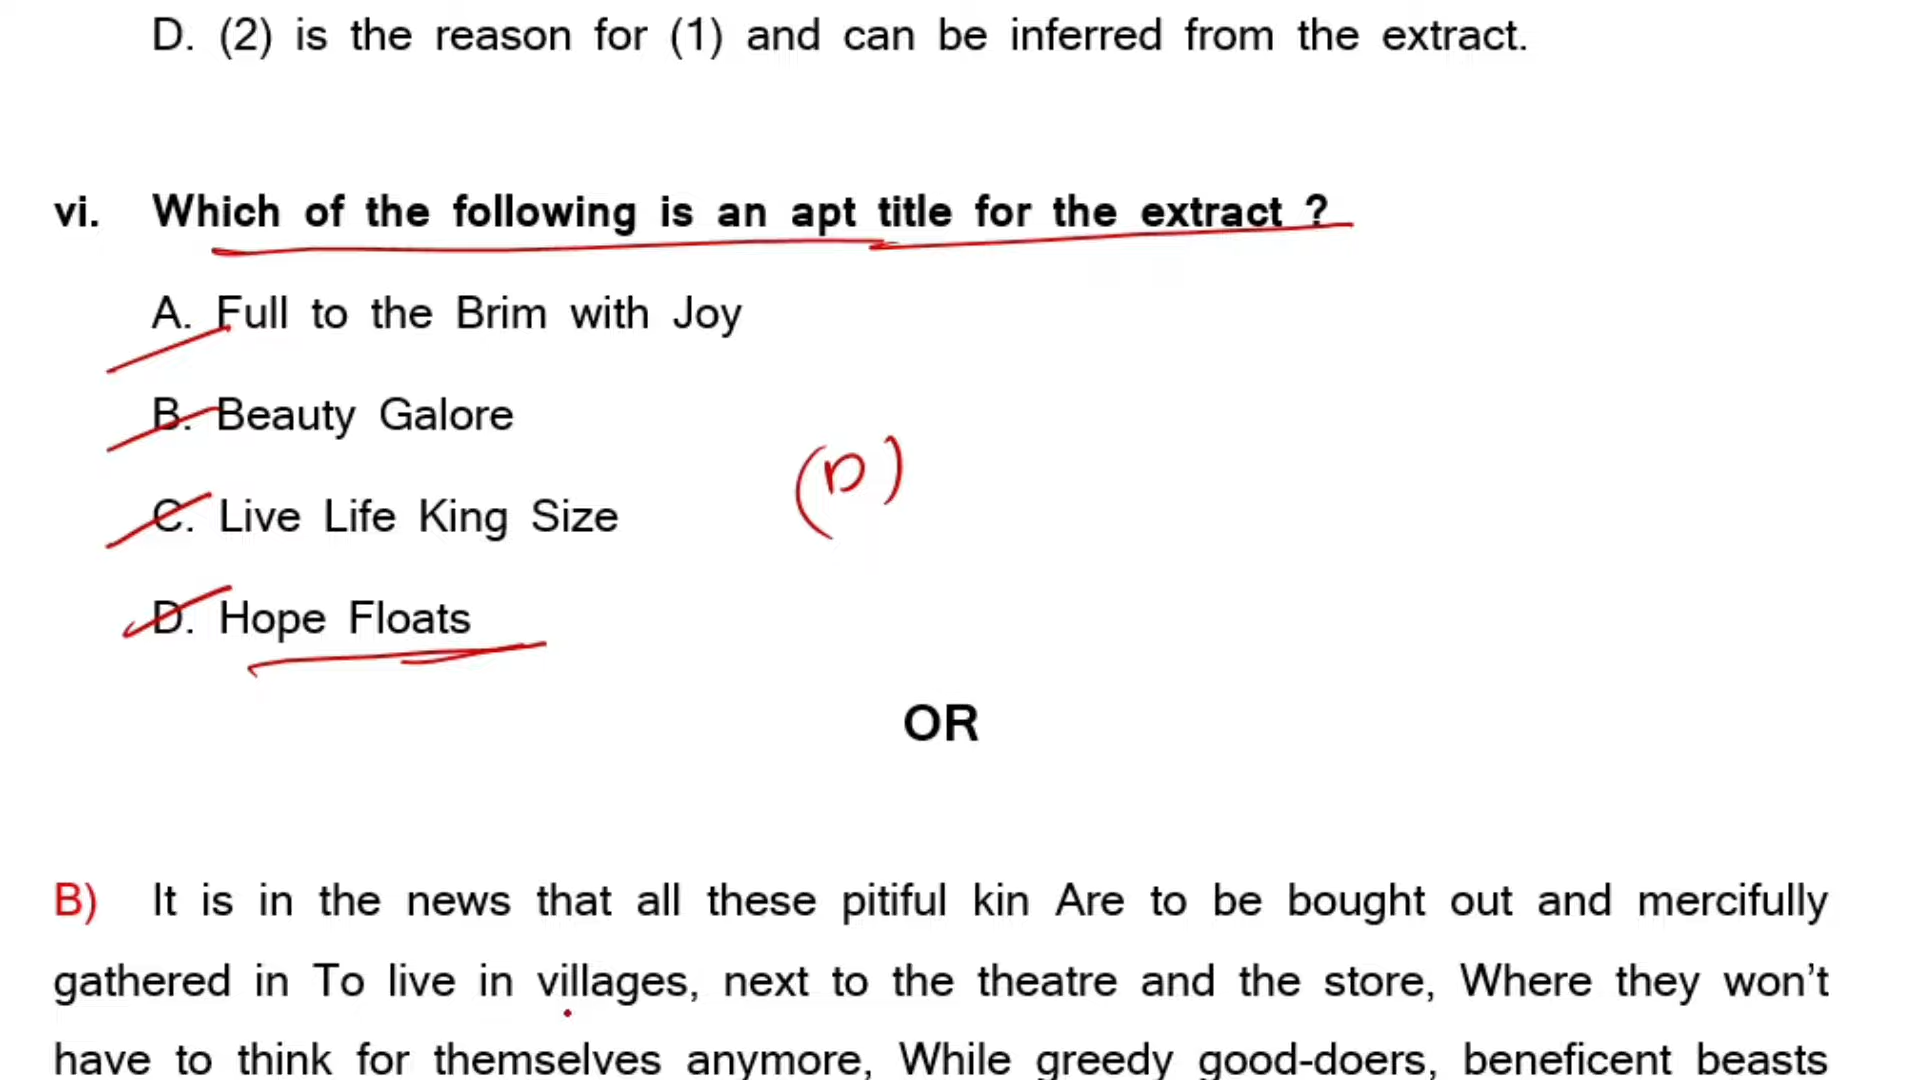 D. (2) is the reason for (1) and can be inferred from the extract.
vi. Which of the following is an apt title for the extract ?
A. Full to the Brim with Joy
B. Beauty Galore
(D)
C. Live Life King Size
D. Hope Floats
OR
B) It is in the news that all these pitiful kin Are to be bought out and mercifully
gathered in To live in villages, next to the theatre and the store, Where they won’t
have to think for themselves anymore, While greedy good-doers, beneficent beasts